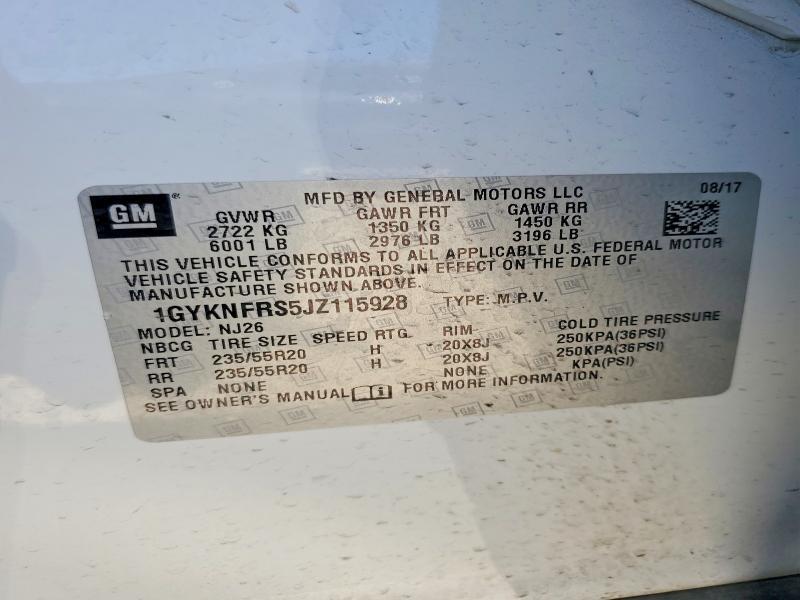 GM®
MFD BY GENERAL MOTORS LLC 08/17
GVWR GAWR FRT GAWR RR
2722 KG 1350 KG 1450 KG
6001 LB 2976 LB 3196 LB
THIS VEHICLE CONFORMS TO ALL APPLICABLE U.S. FEDERAL MOTOR
VEHICLE SAFETY STANDARDS IN EFFECT ON THE DATE OF
MANUFACTURE SHOWN ABOVE.
1GYKNFRS5JZ115928 TYPE: M.P.V.
MODEL: NJ26
NBCG TIRE SIZE SPEED RTG. RIM COLD TIRE PRESSURE
FRT 235/55R20 H 20X8J 250KPA(36PSI)
RR 235/55R20 H 20X8J 250KPA(36PSI)
SPA NONE NONE KPA(PSI)
SEE OWNER'S MANUAL FOR MORE INFORMATION.